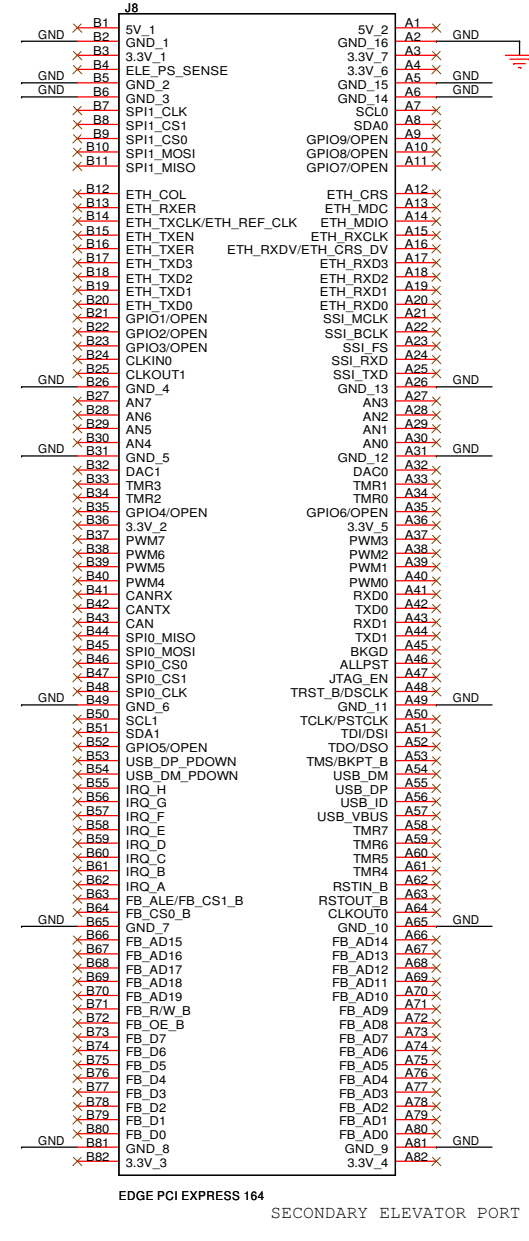 J8
B1 5V_1 5V_2 A1
GND B2 GND_1 GND_16 A2 GND
B3 3.3V_1 3.3V_7 A3
B4 ELE_PS_SENSE 3.3V_6 A4
GND B5 GND_2 GND_15 A5 GND
GND B6 GND_3 GND_14 A6 GND
B7 SPI1_CLK SCL0 A7
B8 SPI1_CS1 SDA0 A8
B9 SPI1_CS0 GPIO9/OPEN A9
B10 SPI1_MOSI GPIO8/OPEN A10
B11 SPI1_MISO GPIO7/OPEN A11
B12 ETH_COL ETH_CRS A12
B13 ETH_RXER ETH_MDC A13
B14 ETH_TXCLK/ETH_REF_CLK ETH_MDIO A14
B15 ETH_TXEN ETH_RXCLK A15
B16 ETH_TXER ETH_RXDV/ETH_CRS_DV A16
B17 ETH_TXD3 ETH_RXD3 A17
B18 ETH_TXD2 ETH_RXD2 A18
B19 ETH_TXD1 ETH_RXD1 A19
B20 ETH_TXD0 ETH_RXD0 A20
B21 GPIO1/OPEN SSI_MCLK A21
B22 GPIO2/OPEN SSI_BCLK A22
B23 GPIO3/OPEN SSI_FS A23
B24 CLKIN0 SSI_RXD A24
B25 CLKOUT1 SSI_TXD A25
GND B26 GND_4 GND_13 A26 GND
B27 AN7 AN3 A27
B28 AN6 AN2 A28
B29 AN5 AN1 A29
B30 AN4 AN0 A30
GND B31 GND_5 GND_12 A31 GND
B32 DAC1 DAC0 A32
B33 TMR3 TMR1 A33
B34 TMR2 TMR0 A34
B35 GPIO4/OPEN GPIO6/OPEN A35
B36 3.3V_2 3.3V_5 A36
B37 PWM7 PWM3 A37
B38 PWM6 PWM2 A38
B39 PWM5 PWM1 A39
B40 PWM4 PWM0 A40
B41 CANRX RXD0 A41
B42 CANTX TXD0 A42
B43 CAN RXD1 A43
B44 SPI0_MISO TXD1 A44
B45 SPI0_MOSI BKGD A45
B46 SPI0_CS0 ALLPST A46
B47 SPI0_CS1 JTAG_EN A47
B48 SPI0_CLK TRST_B/DSCLK A48
GND B49 GND_6 GND_11 A49 GND
B50 SCL1 TCLK/PSTCLK A50
B51 SDA1 TDI/DSI A51
B52 GPIO5/OPEN TDO/DSO A52
B53 USB_DP_PDOWN TMS/BKPT_B A53
B54 USB_DM_PDOWN USB_DM A54
B55 IRQ_H USB_DP A55
B56 IRQ_G USB_ID A56
B57 IRQ_F USB_VBUS A57
B58 IRQ_E TMR7 A58
B59 IRQ_D TMR6 A59
B60 IRQ_C TMR5 A60
B61 IRQ_B TMR4 A61
B62 IRQ_A RSTIN_B A62
B63 FB_ALE/FB_CS1_B RSTOUT_B A63
B64 FB_CS0_B CLKOUT0 A64
GND B65 GND_7 GND_10 A65 GND
B66 FB_AD15 FB_AD14 A66
B67 FB_AD16 FB_AD13 A67
B68 FB_AD17 FB_AD12 A68
B69 FB_AD18 FB_AD11 A69
B70 FB_AD19 FB_AD10 A70
B71 FB_R/W_B FB_AD9 A71
B72 FB_OE_B FB_AD8 A72
B73 FB_D7 FB_AD7 A73
B74 FB_D6 FB_AD6 A74
B75 FB_D5 FB_AD5 A75
B76 FB_D4 FB_AD4 A76
B77 FB_D3 FB_AD3 A77
B78 FB_D2 FB_AD2 A78
B79 FB_D1 FB_AD1 A79
B80 FB_D0 FB_AD0 A80
GND B81 GND_8 GND_9 A81 GND
B82 3.3V_3 3.3V_4 A82
EDGE PCI EXPRESS 164
SECONDARY ELEVATOR PORT